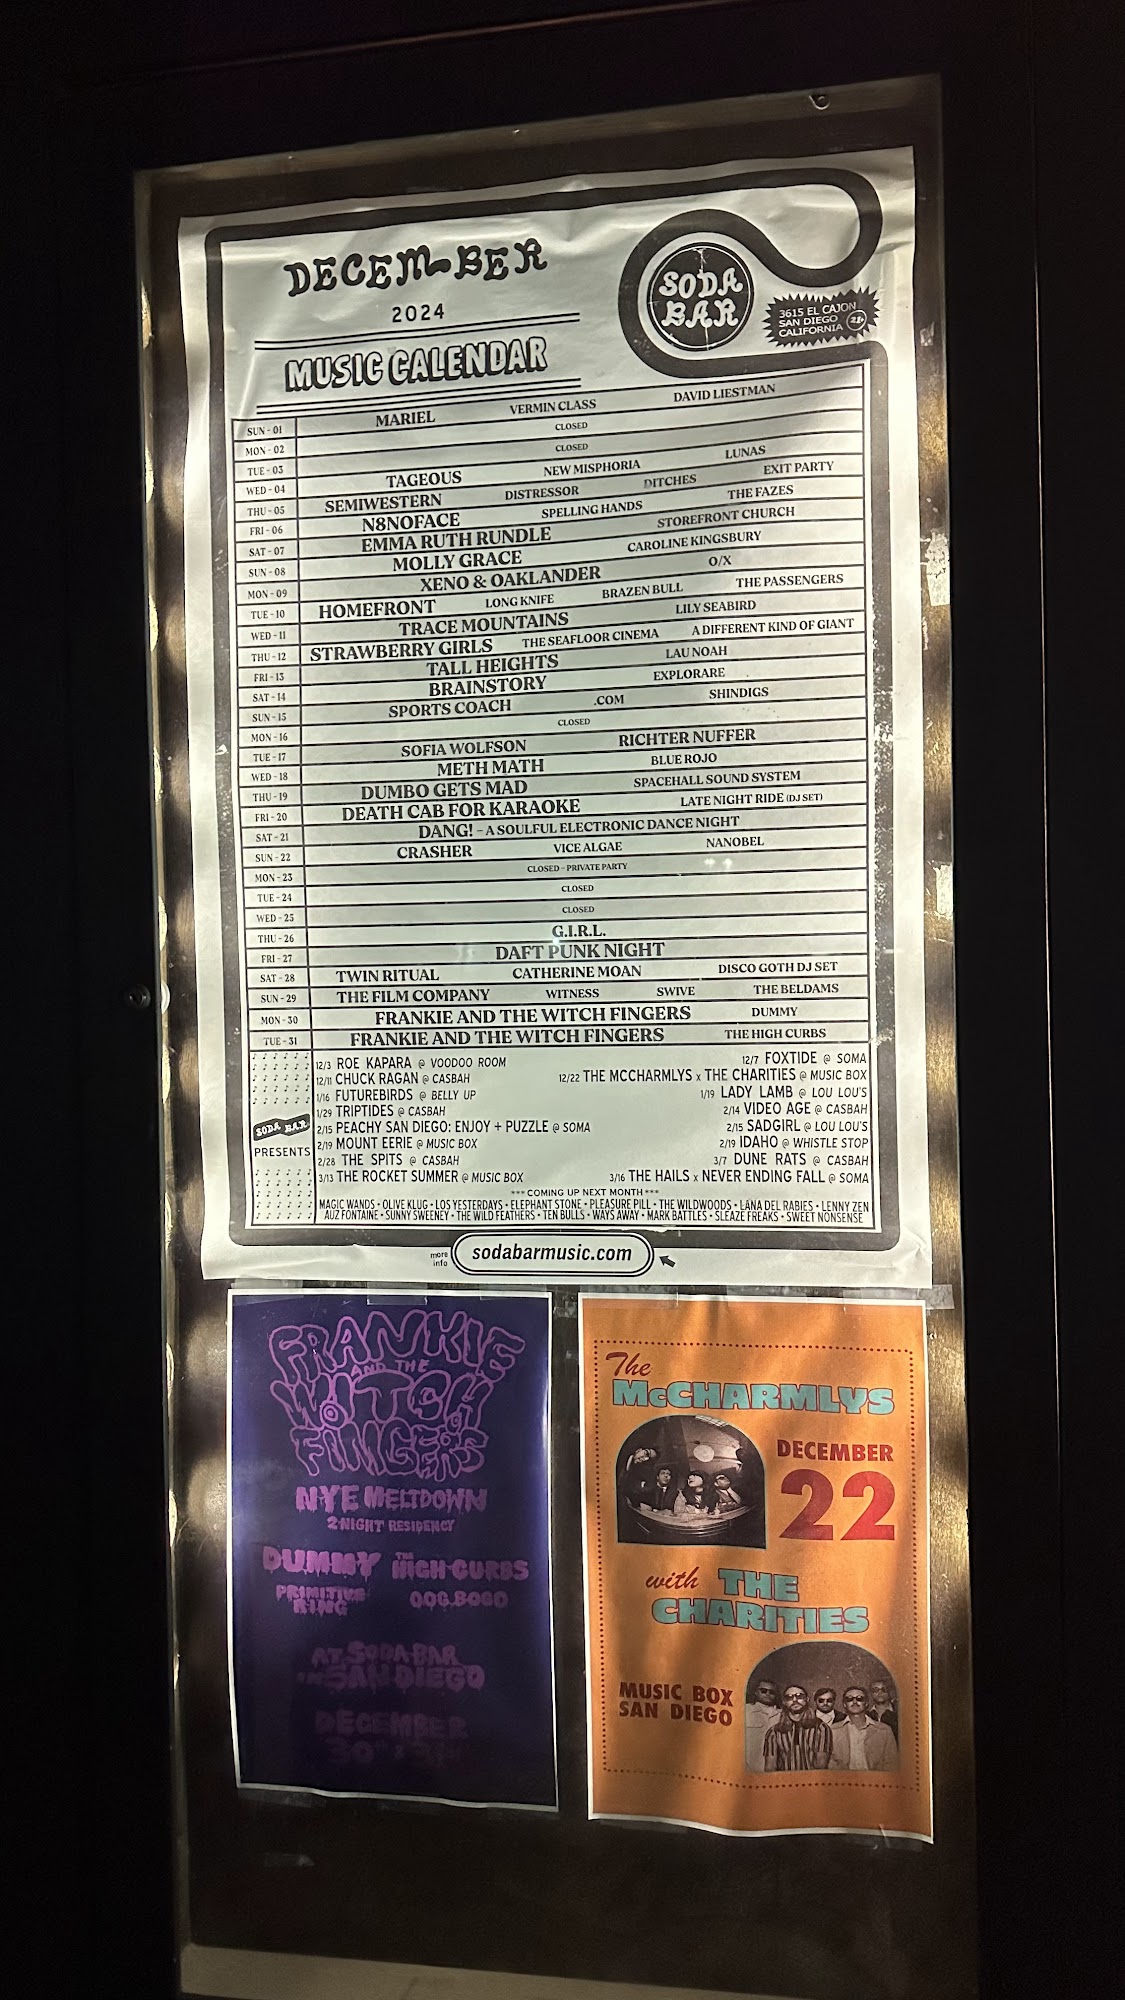 DECEMBER
2024
MUSIC CALENDAR
SODA
BAR
3615 EL CAJON
SAN DIEGO
CALIFORNIA
21+
SUN - 01 MARIEL VERMIN CLASS DAVID LIESTMAN
MON - 02 CLOSED
TUE - 03 CLOSED
WED - 04 TAGEOUS NEW MISPHORIA LUNAS
THU - 05 SEMIWESTERN DISTRESSOR DITCHES EXIT PARTY
FRI - 06 N8NOFACE SPELLING HANDS THE FAZES
SAT - 07 EMMA RUTH RUNDLE STOREFRONT CHURCH
SUN - 08 MOLLY GRACE CAROLINE KINGSBURY
MON - 09 XENO & OAKLANDER O/X
TUE - 10 HOMEFRONT LONG KNIFE BRAZEN BULL THE PASSENGERS
WED - 11 TRACE MOUNTAINS LILY SEABIRD
THU - 12 STRAWBERRY GIRLS THE SEAFLOOR CINEMA A DIFFERENT KIND OF GIANT
FRI - 13 TALL HEIGHTS LAU NOAH
SAT - 14 BRAINSTORY EXPLORARE
SUN - 15 SPORTS COACH .COM SHINDIGS
MON - 16 CLOSED
TUE - 17 SOFIA WOLFSON RICHTER NUFFER
WED - 18 METH MATH BLUE ROJO
THU - 19 DUMBO GETS MAD SPACEHALL SOUND SYSTEM
FRI - 20 DEATH CAB FOR KARAOKE LATE NIGHT RIDE (DJ SET)
SAT - 21 DANG! - A SOULFUL ELECTRONIC DANCE NIGHT
SUN - 22 CRASHER VICE ALGAE NANOBEL
MON - 23 CLOSED - PRIVATE PARTY
TUE - 24 CLOSED
WED - 25 CLOSED
THU - 26 G.I.R.L.
FRI - 27 DAFT PUNK NIGHT
SAT - 28 TWIN RITUAL CATHERINE MOAN DISCO GOTH DJ SET
SUN - 29 THE FILM COMPANY WITNESS SWIVE THE BELDAMS
MON - 30 FRANKIE AND THE WITCH FINGERS DUMMY
TUE - 31 FRANKIE AND THE WITCH FINGERS THE HIGH CURBS
SODA BAR
PRESENTS
12/3 ROE KAPARA @ VOODOO ROOM 12/7 FOXTIDE @ SOMA
12/11 CHUCK RAGAN @ CASBAH 12/22 THE MCCHARMLYS x THE CHARITIES @ MUSIC BOX
1/16 FUTUREBIRDS @ BELLY UP 1/19 LADY LAMB @ LOU LOU'S
1/29 TRIPTIDES @ CASBAH 2/14 VIDEO AGE @ CASBAH
2/15 PEACHY SAN DIEGO: ENJOY + PUZZLE @ SOMA 2/15 SADGIRL @ LOU LOU'S
2/19 MOUNT EERIE @ MUSIC BOX 2/19 IDAHO @ WHISTLE STOP
2/28 THE SPITS @ CASBAH 3/7 DUNE RATS @ CASBAH
3/13 THE ROCKET SUMMER @ MUSIC BOX 3/16 THE HAILS x NEVER ENDING FALL @ SOMA
*** COMING UP NEXT MONTH ***
MAGIC WANDS • OLIVE KLUG • LOS YESTERDAYS • ELEPHANT STONE • PLEASURE PILL • THE WILDWOODS • LANA DEL RABIES • LENNY ZEN
AUZ FONTAINE • SUNNY SWEENEY • THE WILD FEATHERS • TEN BULLS • WAYS AWAY • MARK BATTLES • SLEAZE FREAKS • SWEET NONSENSE
more info sodabarmusic.com
FRANKIE
AND THE
WITCH
FINGERS
NYE MELTDOWN
2-NIGHT RESIDENCY
DUMMY THE HIGH CURBS
PRIMITIVE RING
AT SODA BAR
IN SAN DIEGO
DECEMBER
30TH
The
McCHARMLYS
DECEMBER
22
with THE
CHARITIES
MUSIC BOX
SAN DIEGO